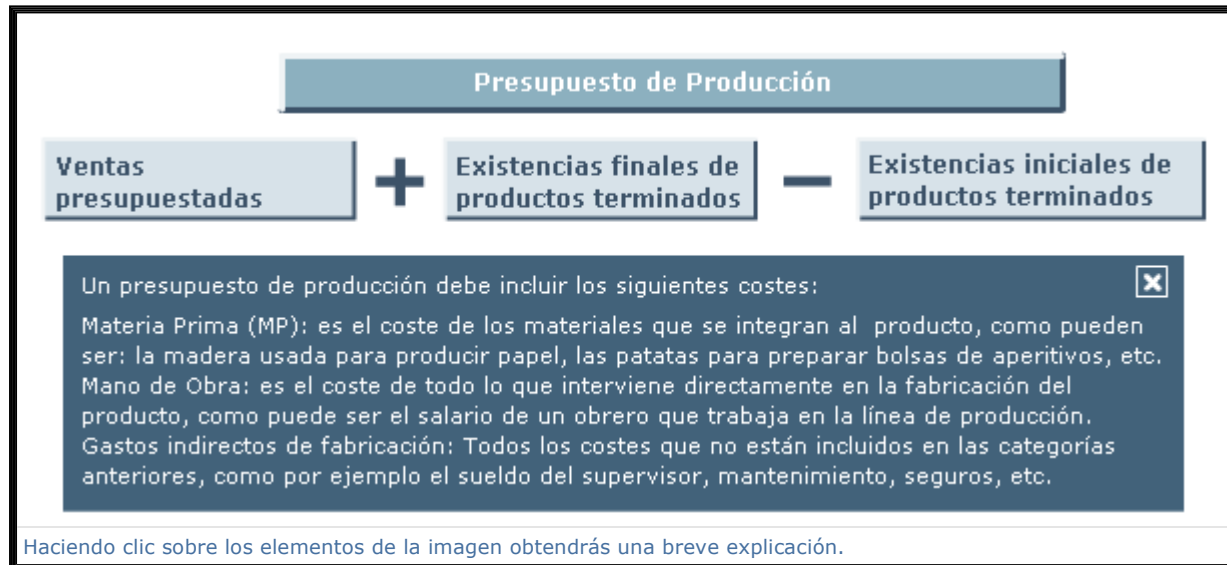 Presupuesto de Producción
Ventas
presupuestadas
+
Existencias finales de
productos terminados
−
Existencias iniciales de
productos terminados
Un presupuesto de producción debe incluir los siguientes costes:
Materia Prima (MP): es el coste de los materiales que se integran al producto, como pueden
ser: la madera usada para producir papel, las patatas para preparar bolsas de aperitivos, etc.
Mano de Obra: es el coste de todo lo que interviene directamente en la fabricación del
producto, como puede ser el salario de un obrero que trabaja en la línea de producción.
Gastos indirectos de fabricación: Todos los costes que no están incluidos en las categorías
anteriores, como por ejemplo el sueldo del supervisor, mantenimiento, seguros, etc.
Haciendo clic sobre los elementos de la imagen obtendrás una breve explicación.